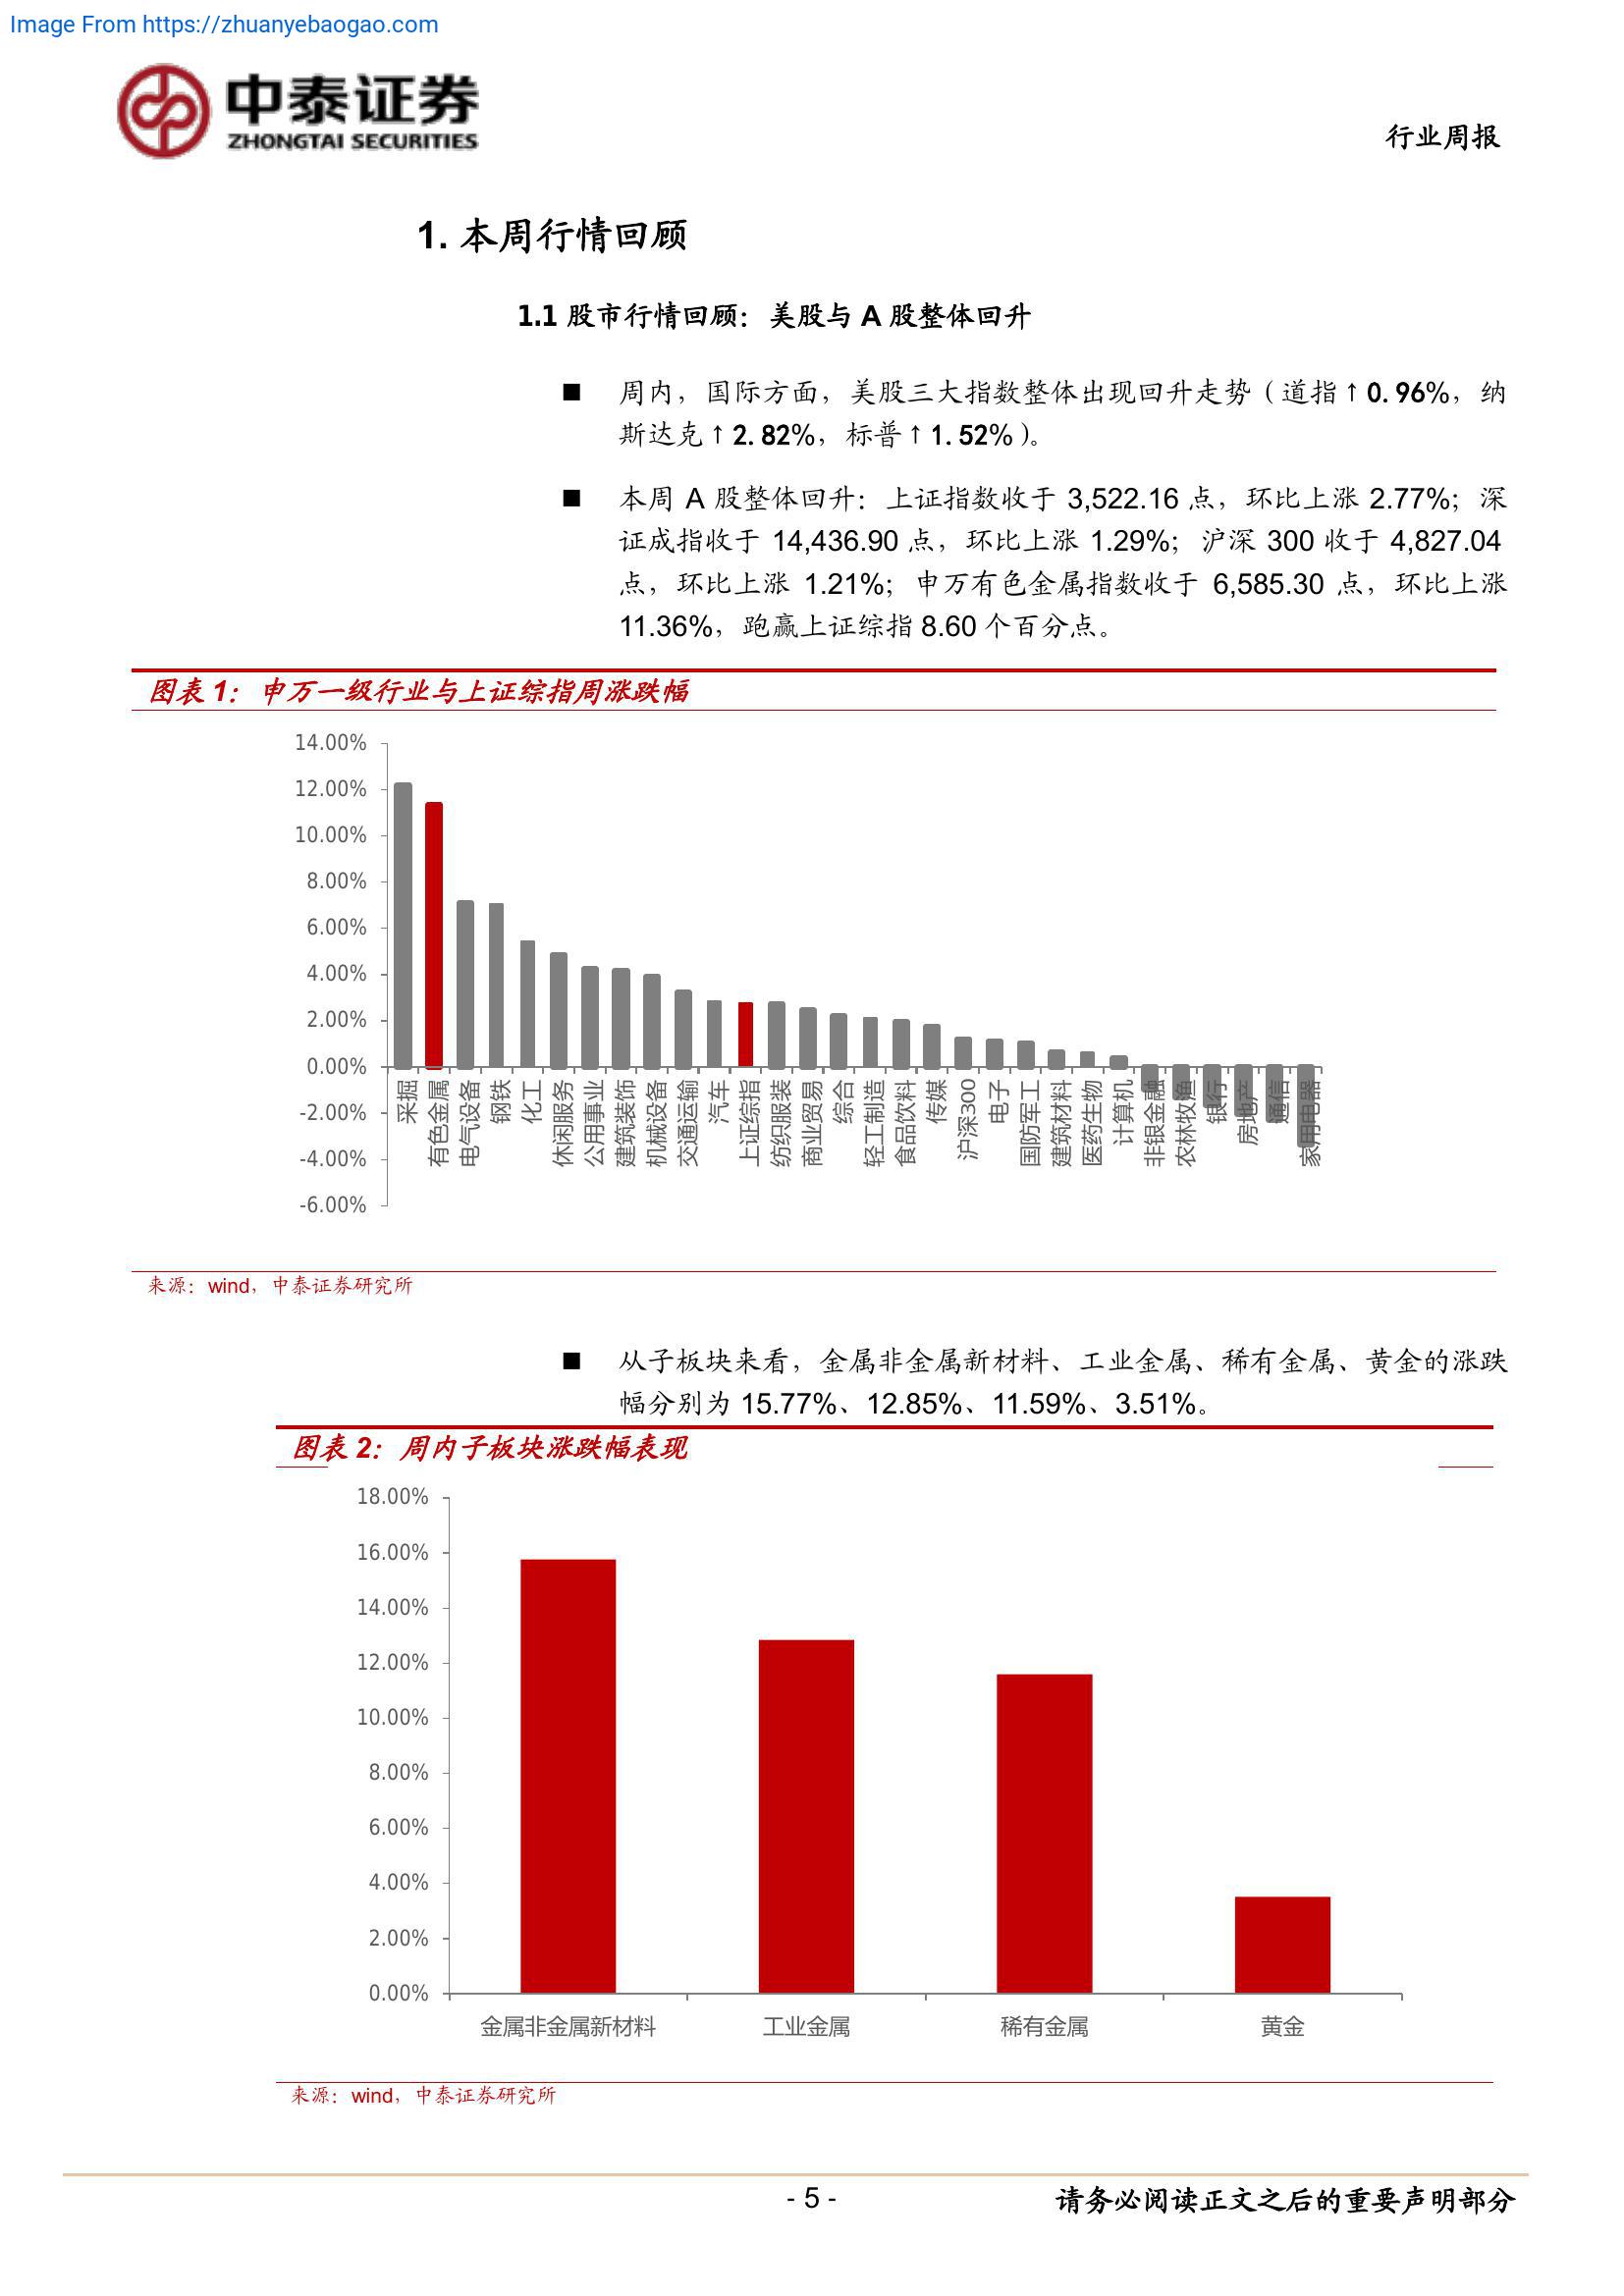 Image From https://zhuanyebaogao.com
中泰证券
ZHONGTAI SECURITIES
行业周报
1. 本周行情回顾
1.1 股市行情回顾：美股与 A 股整体回升
■ 周内，国际方面，美股三大指数整体出现回升走势（道指↑0.96%，纳
斯达克↑2.82%，标普↑1.52%）。
■ 本周 A 股整体回升：上证指数收于 3,522.16 点，环比上涨 2.77%；深
证成指收于 14,436.90 点，环比上涨 1.29%；沪深 300 收于 4,827.04
点，环比上涨 1.21%；申万有色金属指数收于 6,585.30 点，环比上涨
11.36%，跑赢上证综指 8.60 个百分点。
图表 1：申万一级行业与上证综指周涨跌幅
14.00%
12.00%
10.00%
8.00%
6.00%
4.00%
2.00%
0.00%
-2.00%
-4.00%
-6.00%
采掘
有色金属
电气设备
钢铁
化工
休闲服务
公用事业
建筑装饰
机械设备
交通运输
汽车
上证综指
纺织服装
商业贸易
综合
轻工制造
食品饮料
传媒
沪深300
电子
国防军工
建筑材料
医药生物
计算机
非银金融
农林牧渔
银行
房地产
通信
家用电器
来源：wind，中泰证券研究所
■ 从子板块来看，金属非金属新材料、工业金属、稀有金属、黄金的涨跌
幅分别为 15.77%、12.85%、11.59%、3.51%。
图表 2：周内子板块涨跌幅表现
18.00%
16.00%
14.00%
12.00%
10.00%
8.00%
6.00%
4.00%
2.00%
0.00%
金属非金属新材料
工业金属
稀有金属
黄金
来源：wind，中泰证券研究所
- 5 -
请务必阅读正文之后的重要声明部分